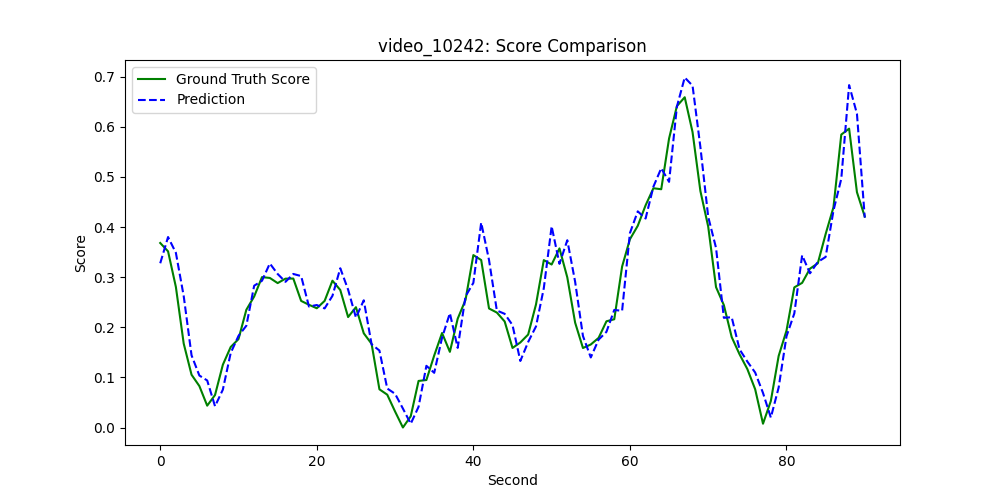 video_10242: Score Comparison
Ground Truth Score
Prediction
0.7
0.6
0.5
0.4
0.3
0.2
0.1
0.0
Score
0 20 40 60 80
Second